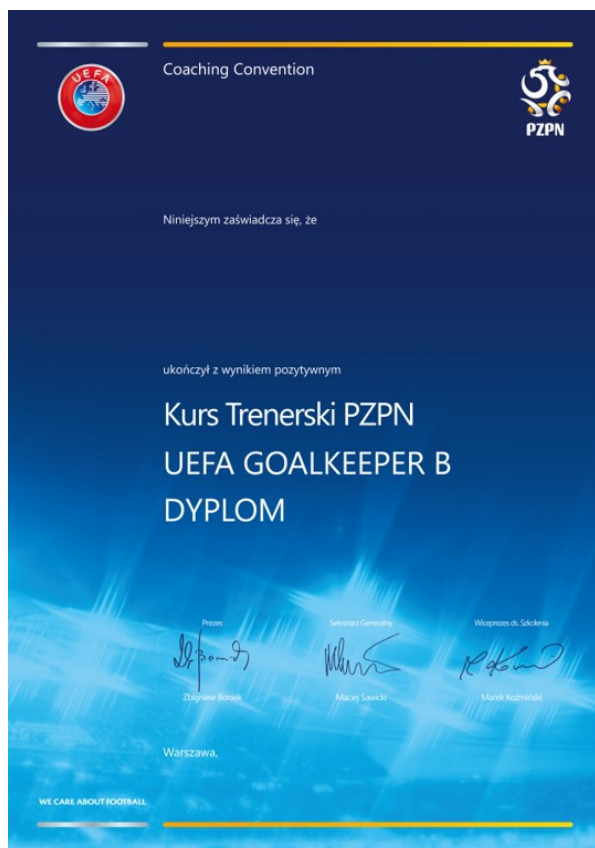 UEFA
Coaching Convention
PZPN
Niniejszym zaświadcza się, że
ukończył z wynikiem pozytywnym
Kurs Trenerski PZPN
UEFA GOALKEEPER B
DYPLOM
Prezes
Sekretarz Generalny
Wiceprezes ds. Szkolenia
Zbigniew Boniek
Maciej Sawicki
Marek Koźmiński
Warszawa,
WE CARE ABOUT FOOTBALL